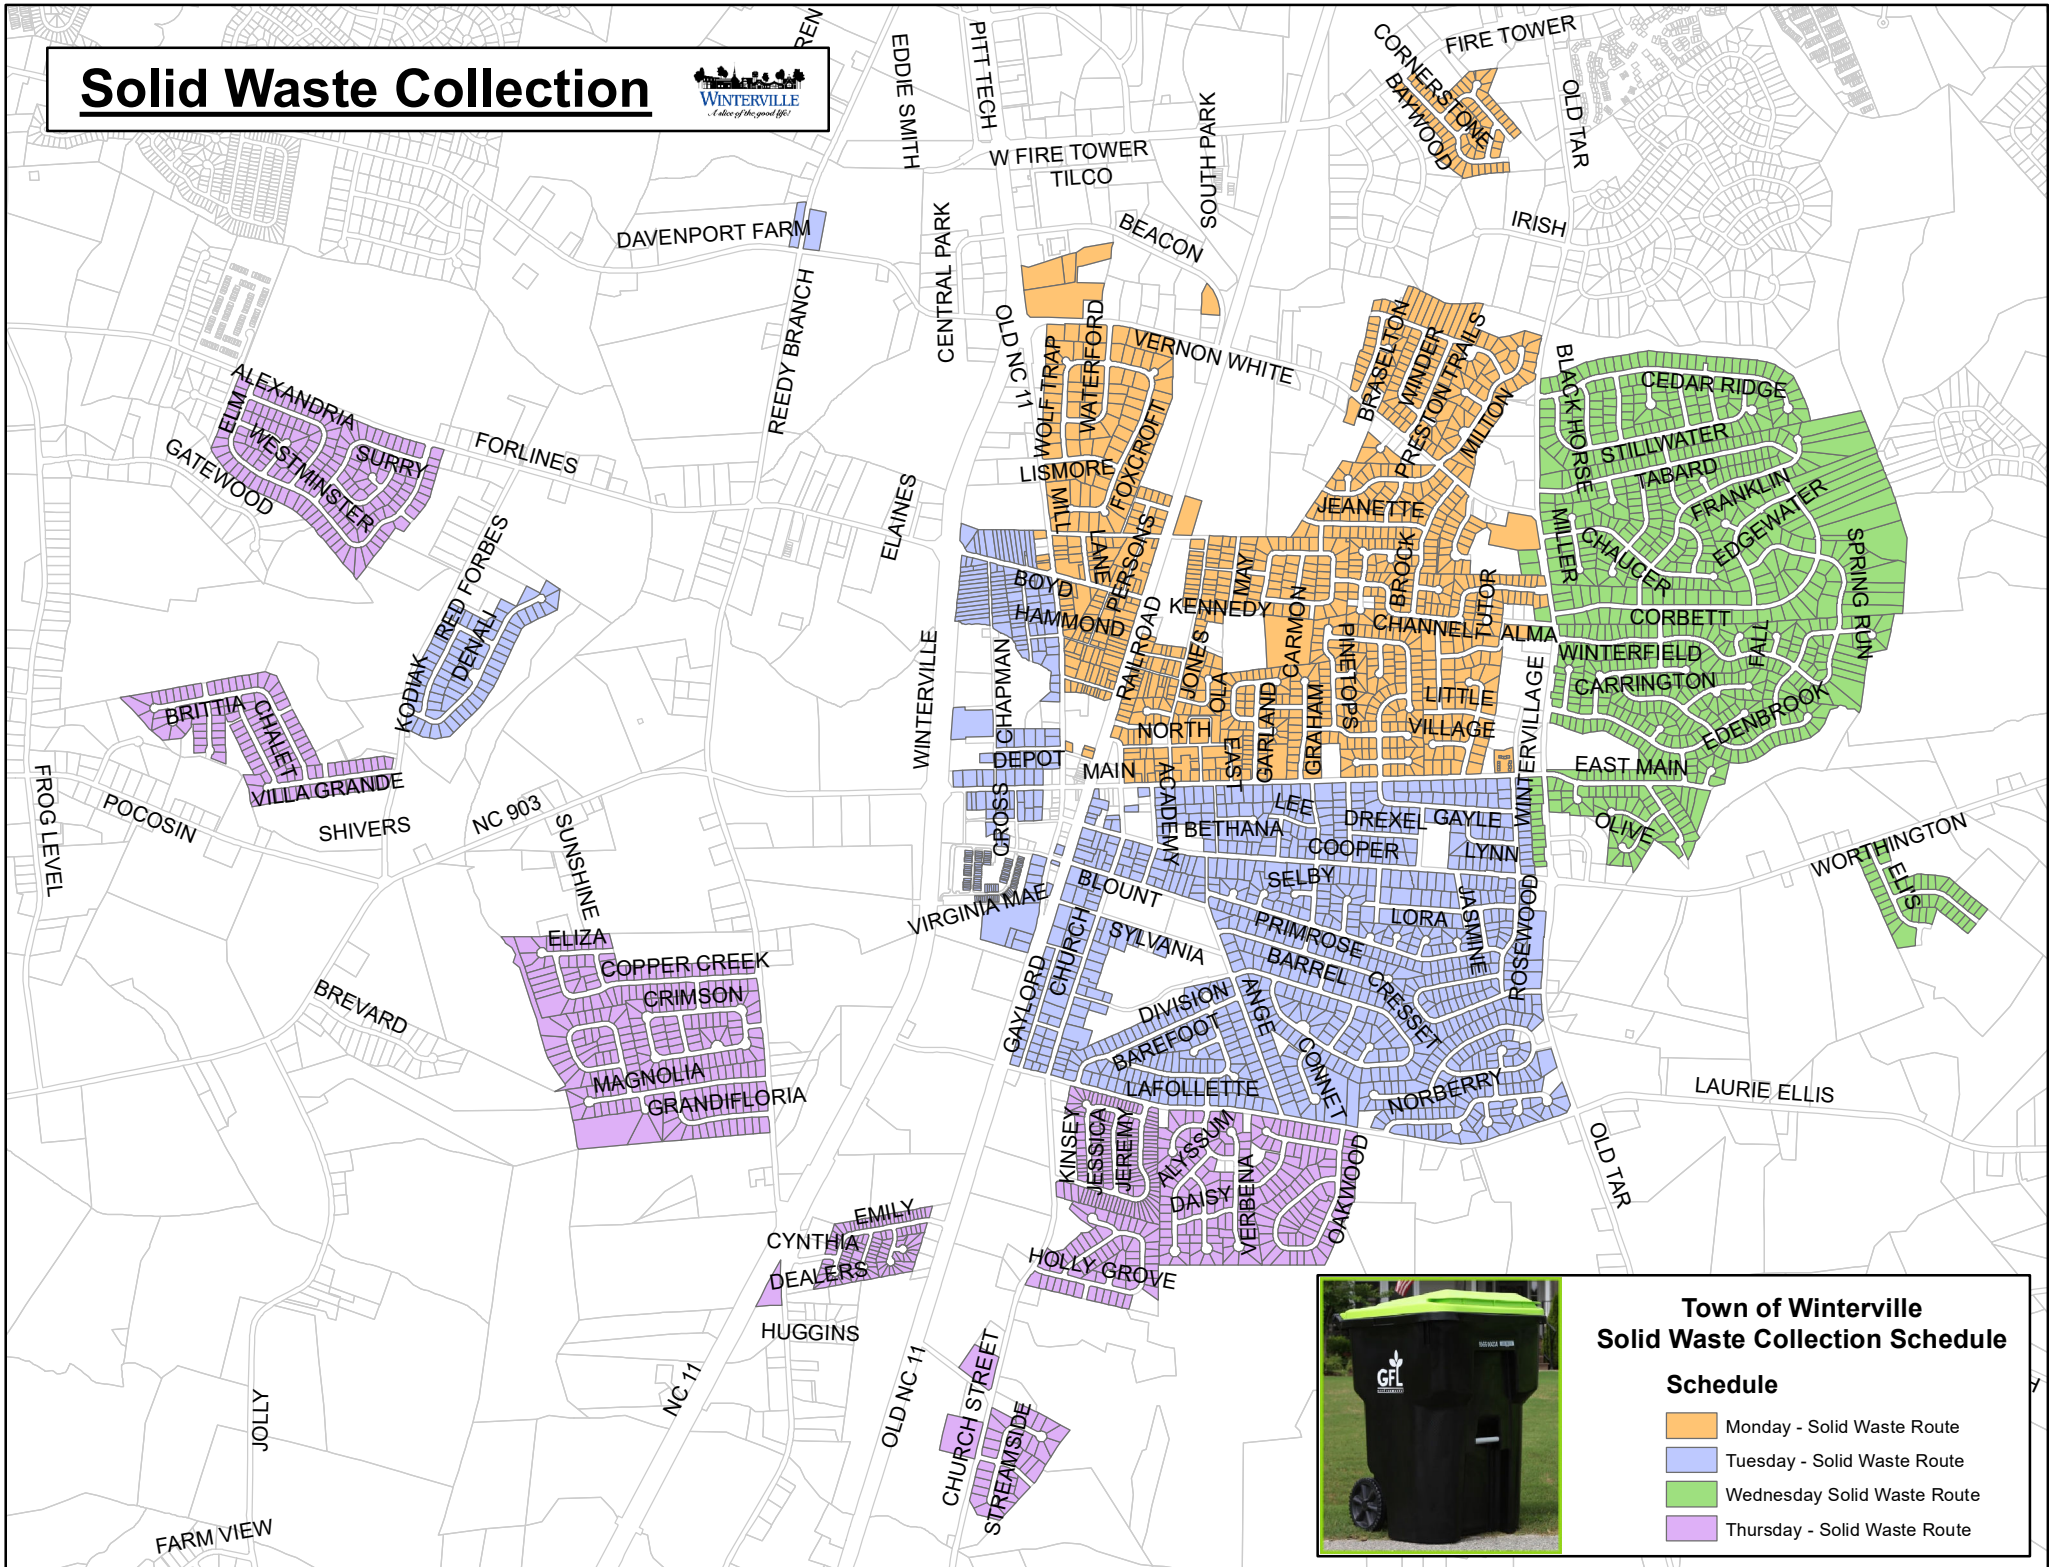 Solid Waste Collection
WINTERVILLE
A slice of the good life!
REN
EDDIE SMITH
PITT TECH
W FIRE TOWER
TILCO
SOUTH PARK
CORNERSTONE
BAYWOOD
FIRE TOWER
OLD TAR
IRISH
DAVENPORT FARM
CENTRAL PARK
BEACON
REEDY BRANCH
OLD NC 11
WOLF TRAP
WATERFORD
VERNON WHITE
BRASELTON
WINDER
PRESTON TRAILS
MILTON
BLACK HORSE
CEDAR RIDGE
ALEXANDRIA
ELM
WESTMINSTER
SURRY
GATEWOOD
FORLINES
LISMORE
FOXCROFT
MILL
LANE
PERSONS
STILLWATER
TABARD
FRANKLIN
EDGEWATER
JEANETTE
MILLER
CHAUCER
SPRING RUN
ELAINES
RED FORBES
DENALI
KODIAK
BOYD
HAMMOND
MAY
KENNEDY
BROCK
TUTOR
CARMON
CHANNEL
ALMA
CORBETT
WINTERFIELD
FALL
CARRINGTON
EDENBROOK
WINTERVILLE
CHAPMAN
RAILROAD
JONES
OLA
PINETOPS
LITTLE
VILLAGE
WINTERVILLAGE
BRITTIA
CHALET
VILLA GRANDE
NORTH
EAST
GARLAND
GRAHAM
DEPOT
MAIN
ACADEMY
EAST MAIN
FROG LEVEL
POCOSIN
SHIVERS
NC 903
SUNSHINE
CROSS
LEE
BETHANA
DREXEL
GAYLE
COOPER
LYNN
OLIVE
WORTHINGTON
ELI'S
VIRGINIA MAE
BLOUNT
SELBY
JASMINE
ROSEWOOD
LORA
PRIMROSE
BARREL
CRESSET
SYLVANIA
CHURCH
GAYLORD
ELIZA
COPPER CREEK
CRIMSON
BREVARD
MAGNOLIA
GRANDIFLORIA
DIVISION
ANGE
BAREFOOT
CONNET
LAFOLLETTE
NORBERRY
LAURIE ELLIS
OLD TAR
KINSEY
JESSICA
JEREMY
ALYSSUM
DAISY
VERBENA
OAKWOOD
HOLLY GROVE
EMILY
CYNTHIA
DEALERS
HUGGINS
NC 11
OLD NC 11
CHURCH STREET
STREAMSIDE
JOLLY
FARM VIEW
GFL
Town of Winterville
Solid Waste Collection Schedule
Schedule
Monday - Solid Waste Route
Tuesday - Solid Waste Route
Wednesday Solid Waste Route
Thursday - Solid Waste Route